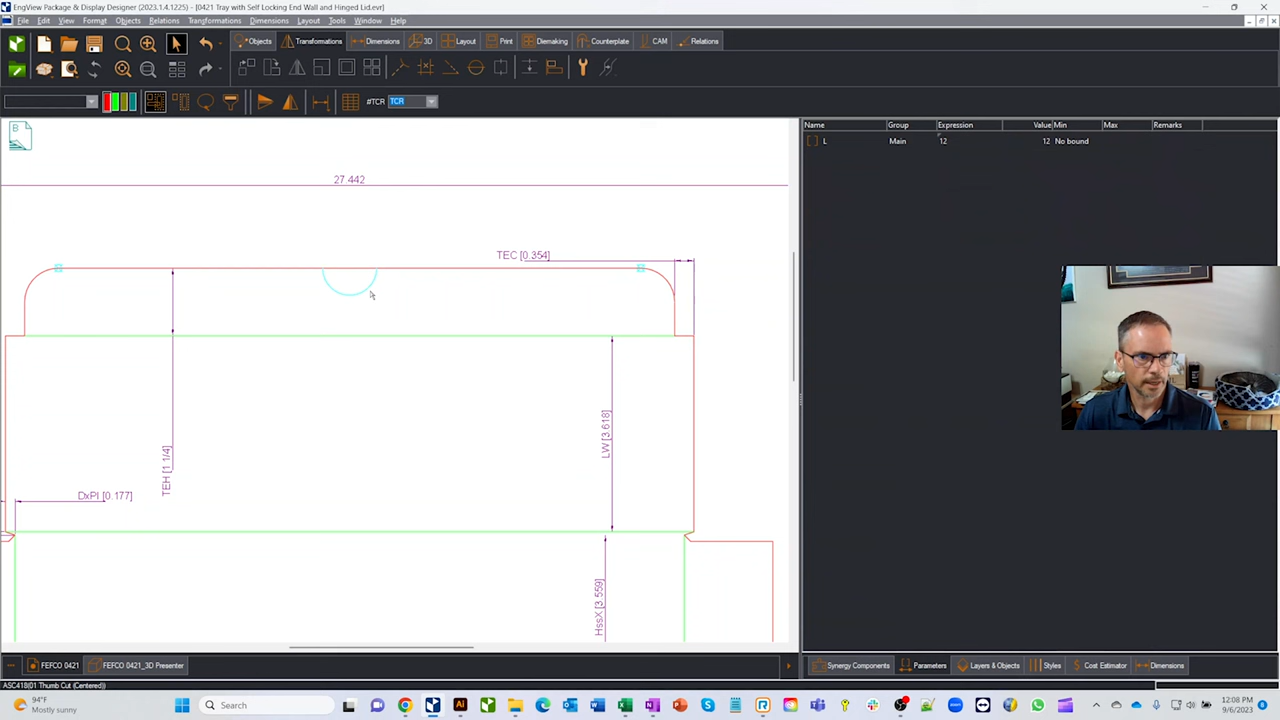 EngView Package & Display Designer (2023.1.4.1225) - [0421 Tray with Self Locking End Wall and Hinged Lid.evr]
File Edit View Format Objects Relations Transformations Dimensions Layout Tools Window Help
Objects Transformations Dimensions 3D Layout Print Diemaking Counterplate CAM Relations
#TCR TCR
Name Group Expression Value Min Max Remarks
L Main 12 12 No bound
B
27.442
TEC [0.354]
LW [3.618]
TEH [1 1/4]
DxPI [0.177]
HssX [3.559]
FEFCO 0421 FEFCO 0421_3D Presenter
Synergy Components Parameters Layers & Objects Styles Cost Estimator Dimensions
ASC418(01 Thumb Cut (Centered))
94°F
Mostly sunny
Search
12:08 PM
9/6/2023